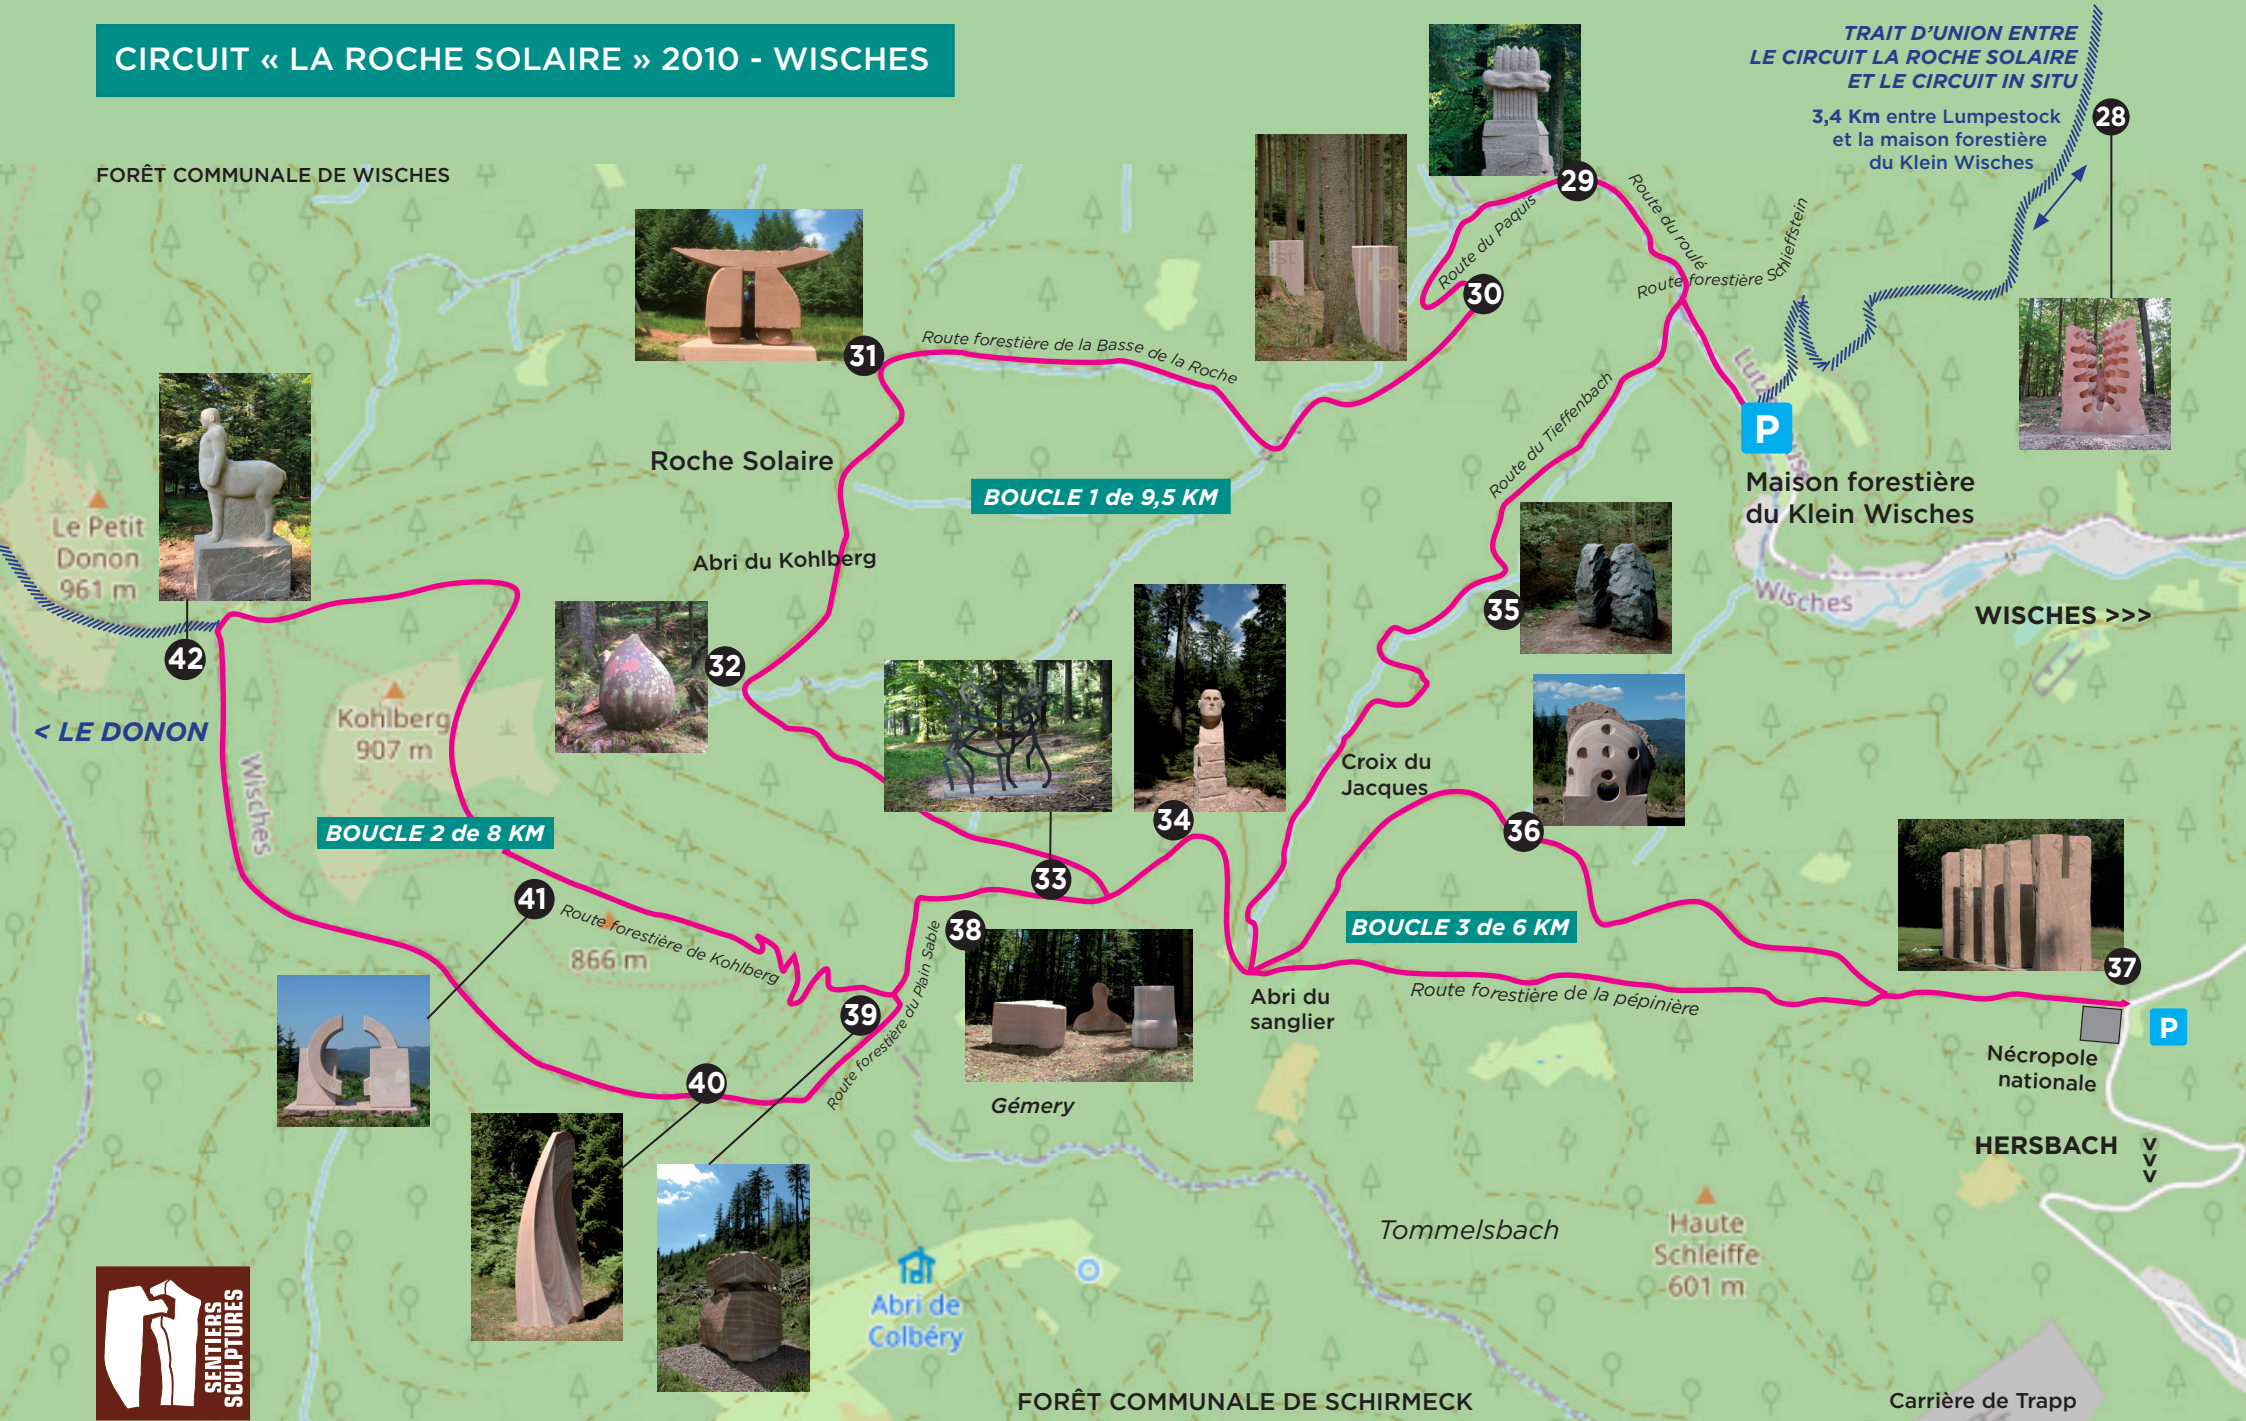 CIRCUIT « LA ROCHE SOLAIRE » 2010 - WISCHES
TRAIT D'UNION ENTRE
LE CIRCUIT LA ROCHE SOLAIRE
ET LE CIRCUIT IN SITU
3,4 Km entre Lumpestock
et la maison forestière
du Klein Wisches
28
FORÊT COMMUNALE DE WISCHES
29
Route du roulé
Route du Paquis
Route forestière Schlieffstein
30
est
la
31
Route forestière de la Basse de la Roche
Route du Tieffenbach
P
Maison forestière
du Klein Wisches
Roche Solaire
BOUCLE 1 de 9,5 KM
Le Petit
Donon
961 m
Abri du Kohlberg
Wisches
WISCHES >>>
35
42
32
< LE DONON
Kohlberg
907 m
Wisches
Croix du
Jacques
BOUCLE 2 de 8 KM
34
36
33
41
Route forestière de Kohlberg
866 m
38
BOUCLE 3 de 6 KM
37
Route forestière du Plain Sable
39
Abri du
sanglier
Route forestière de la pépinière
P
Nécropole
nationale
40
Gémery
HERSBACH
>>>
Tommelsbach
Haute
Schleiffe
601 m
Abri de
Colbéry
SENTIERS
SCULPTURES
FORÊT COMMUNALE DE SCHIRMECK
Carrière de Trapp